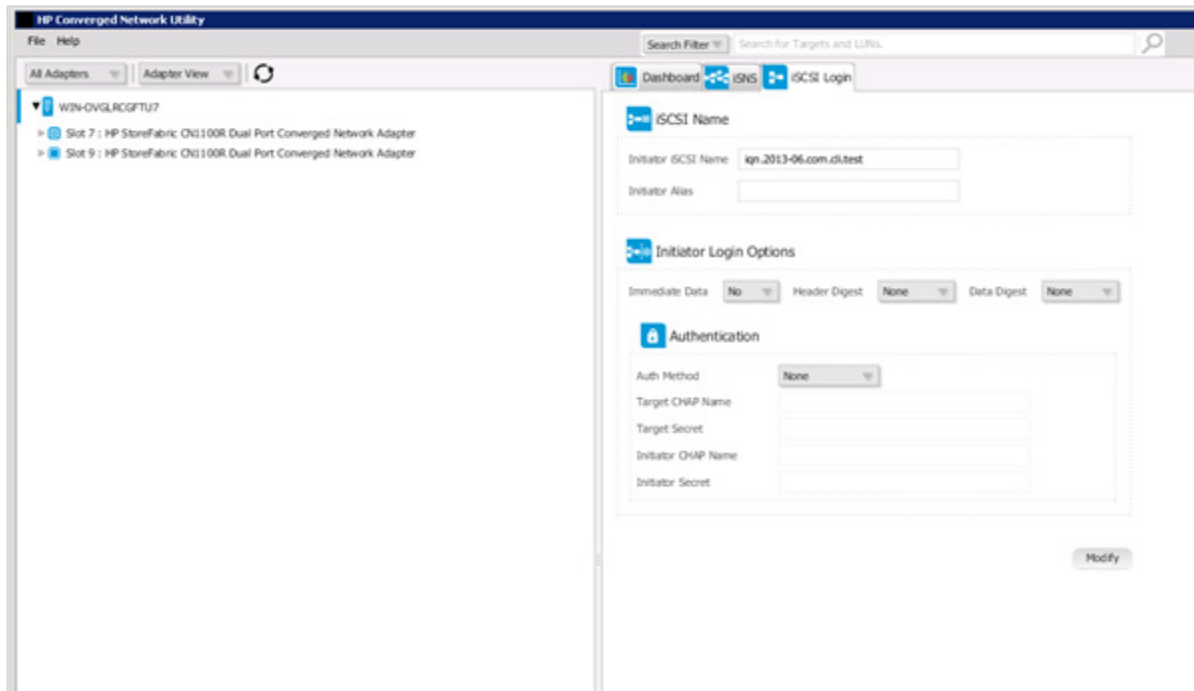 HP Converged Network Utility
File Help
Search Filter Search for Targets and LUNs.
All Adapters Adapter View
Dashboard iSNS iSCSI Login
WIN-OVGLRCGFTU7
Slot 7 : HP StoreFabric CN1100R Dual Port Converged Network Adapter
Slot 9 : HP StoreFabric CN1100R Dual Port Converged Network Adapter
iSCSI Name
Initiator iSCSI Name iqn.2013-06.com.cli.test
Initiator Alias
Initiator Login Options
Immediate Data No Header Digest None Data Digest None
Authentication
Auth Method None
Target CHAP Name
Target Secret
Initiator CHAP Name
Initiator Secret
Modify